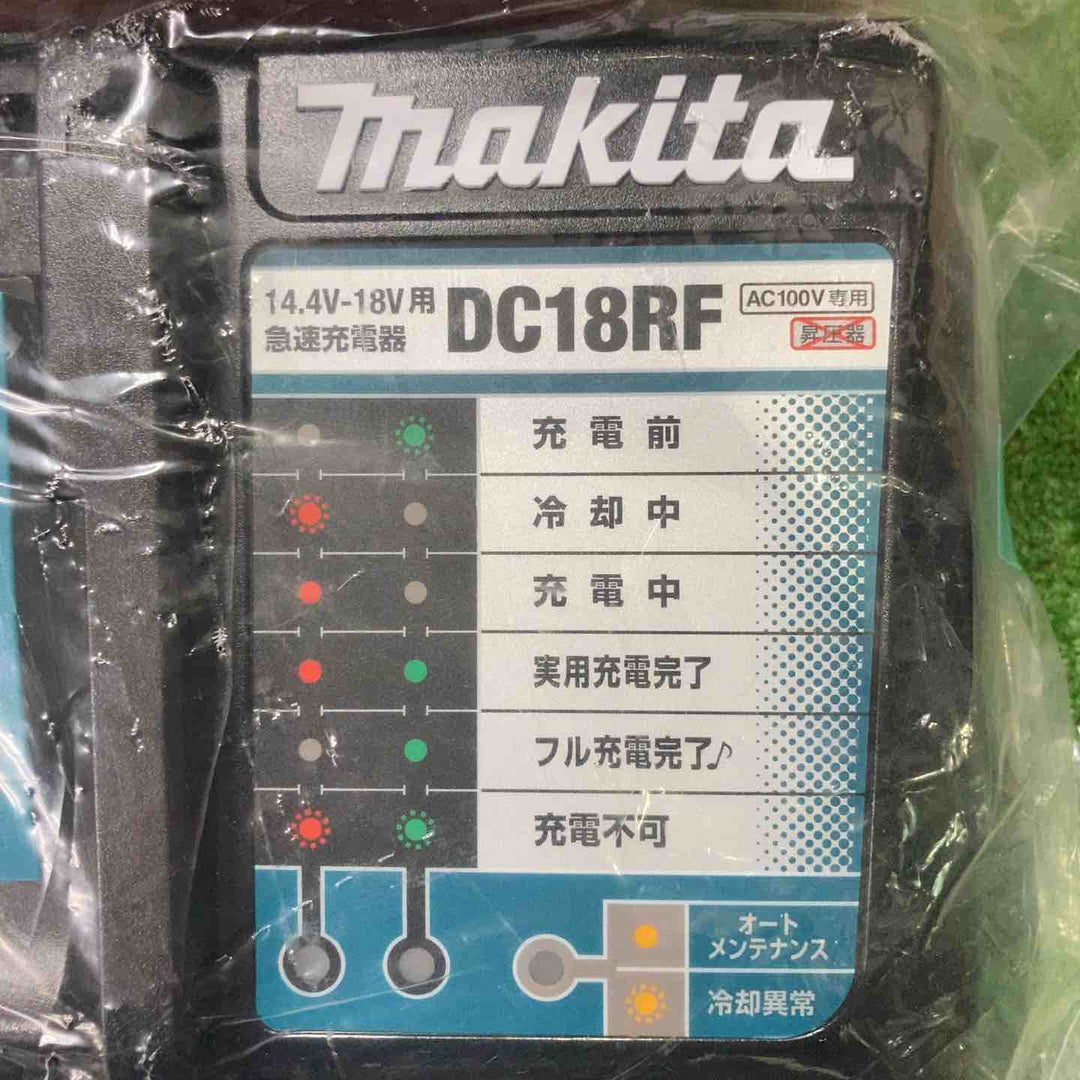 makita
14.4V-18V用
急速充電器
DC18RF
AC100V専用
昇圧器
充電前
冷却中
充電中
実用充電完了
フル充電完了♪
充電不可
オート
メンテナンス
冷却異常